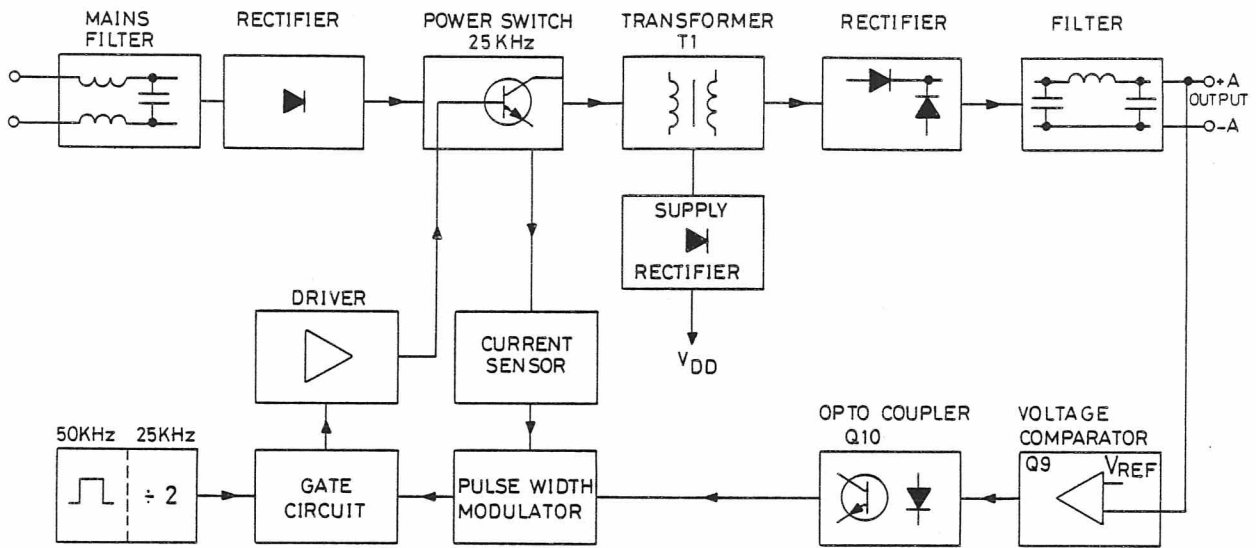 MAINS
FILTER
RECTIFIER
POWER SWITCH
25KHz
TRANSFORMER
T1
RECTIFIER
FILTER
+A
OUTPUT
-A
SUPPLY
RECTIFIER
VDD
DRIVER
CURRENT
SENSOR
OPTO COUPLER
Q10
VOLTAGE
COMPARATOR
Q9
VREF
50KHz
25KHz
÷ 2
GATE
CIRCUIT
PULSE WIDTH
MODULATOR